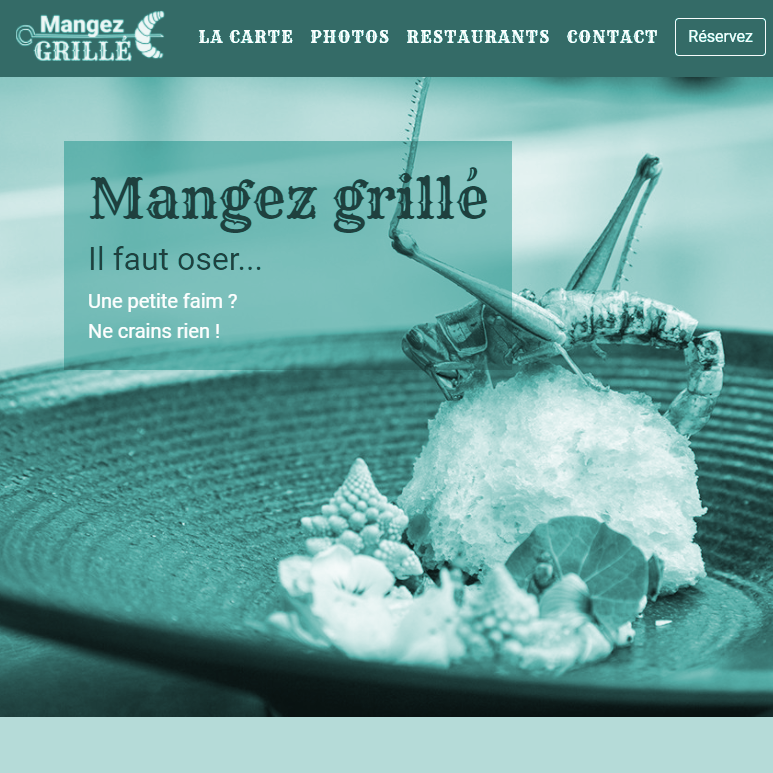 Mangez
GRILLÉ
LA CARTE PHOTOS RESTAURANTS CONTACT Réservez
Mangez grillé
Il faut oser...
Une petite faim ?
Ne crains rien !